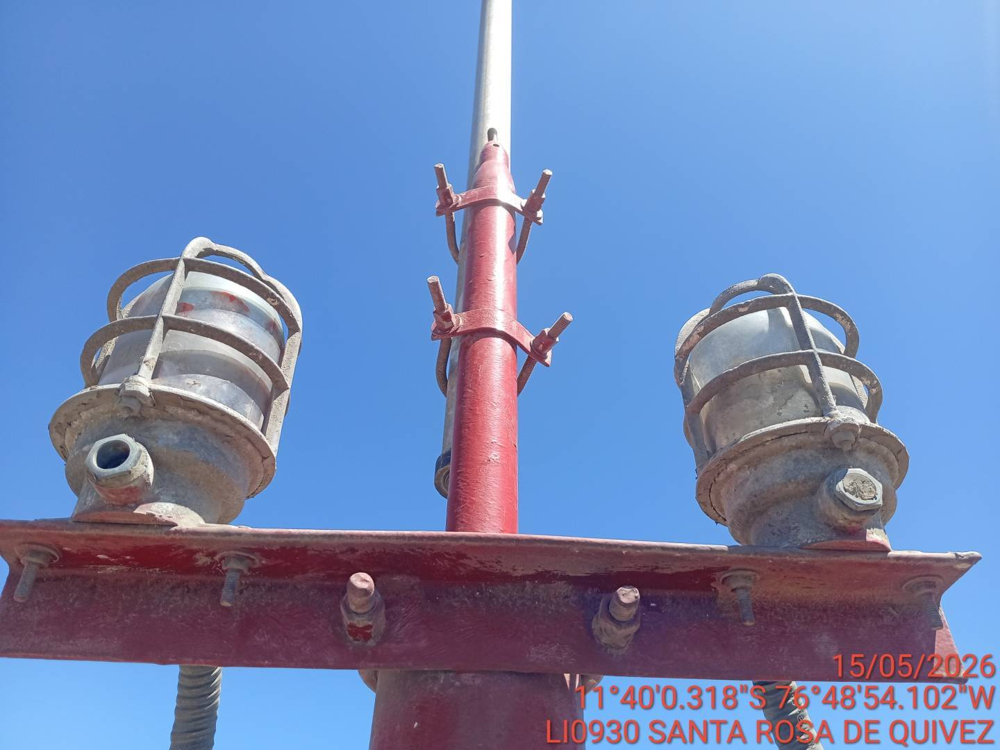 15/05/2026
11°40'0.318"S 76°48'54.102"W
LI0930 SANTA ROSA DE QUIVEZ